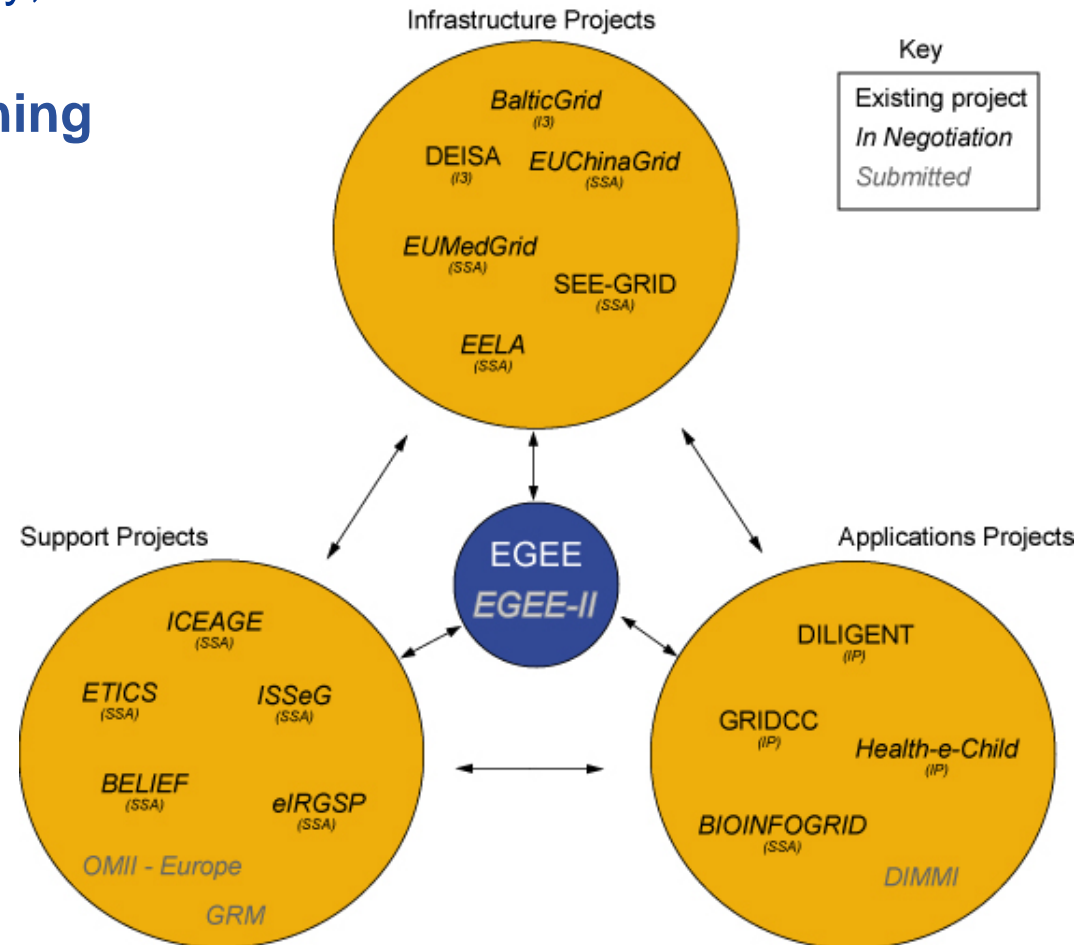 Infrastructure Projects
Key
Existing project
In Negotiation
Submitted
ning
BalticGrid
(I3)
DEISA
(I3)
EUChinaGrid
(SSA)
EUMedGrid
(SSA)
SEE-GRID
(SSA)
EELA
(SSA)
Support Projects
Applications Projects
EGEE
EGEE-II
ICEAGE
(SSA)
ETICS
(SSA)
ISSeG
(SSA)
BELIEF
(SSA)
eIRGSP
(SSA)
OMII - Europe
GRM
DILIGENT
(IP)
GRIDCC
(IP)
Health-e-Child
(IP)
BIOINFOGRID
(SSA)
DIMMI